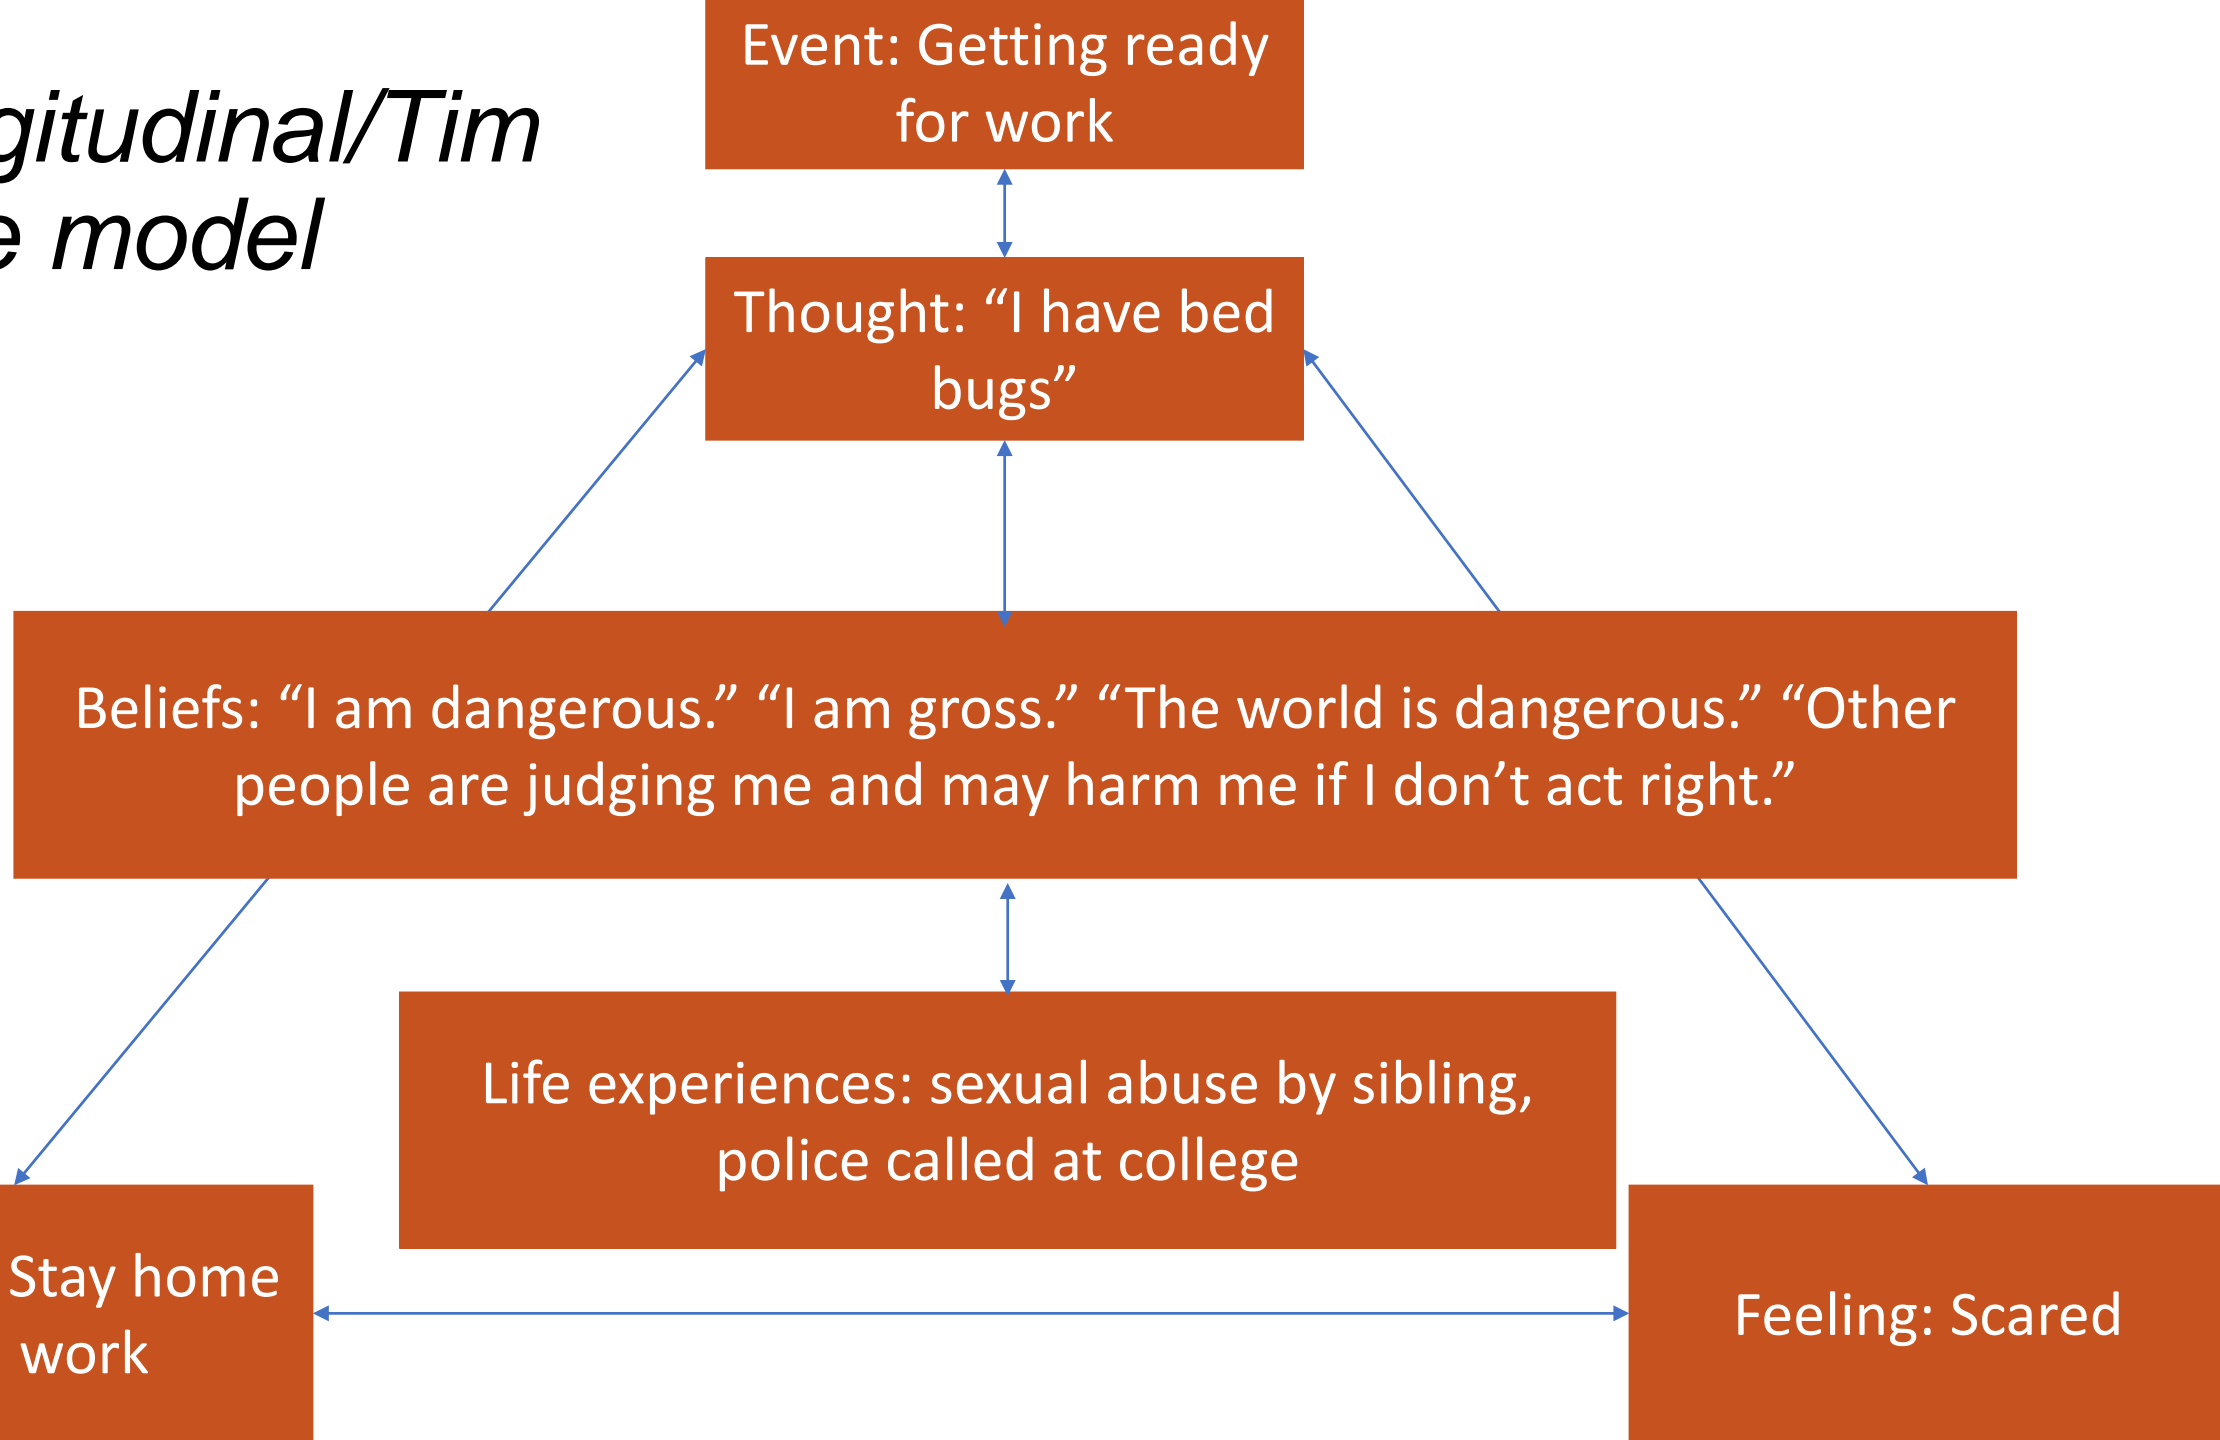 Event: Getting ready
for work
gitudinal/Tim
e model
Thought: “I have bed
bugs”
Beliefs: “I am dangerous.” “I am gross.” “The world is dangerous.” “Other
people are judging me and may harm me if I don’t act right.”
Life experiences: sexual abuse by sibling,
police called at college
Stay home
work
Feeling: Scared